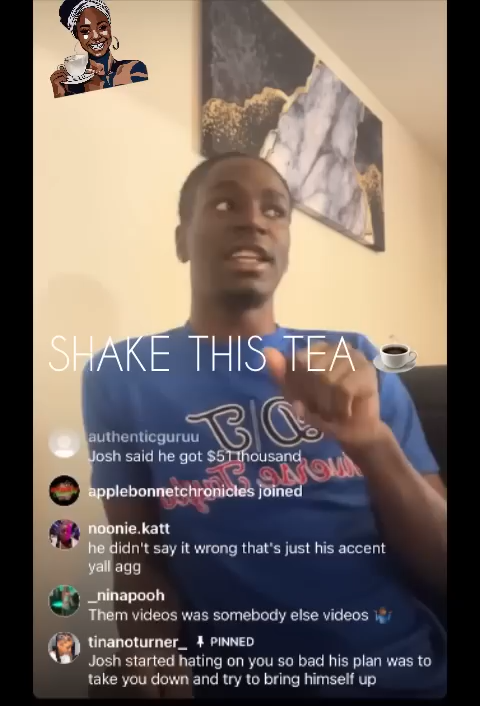 SHAKE THIS TEA
authenticguruu
Josh said he got $51 thousand
applebonnetchronicles joined
noonie.katt
he didn't say it wrong that's just his accent
yall agg
_ninapooh
Them videos was somebody else videos 🤷🏾‍♂️
tinanoturner_ 📌 PINNED
Josh started hating on you so bad his plan was to
take you down and try to bring himself up